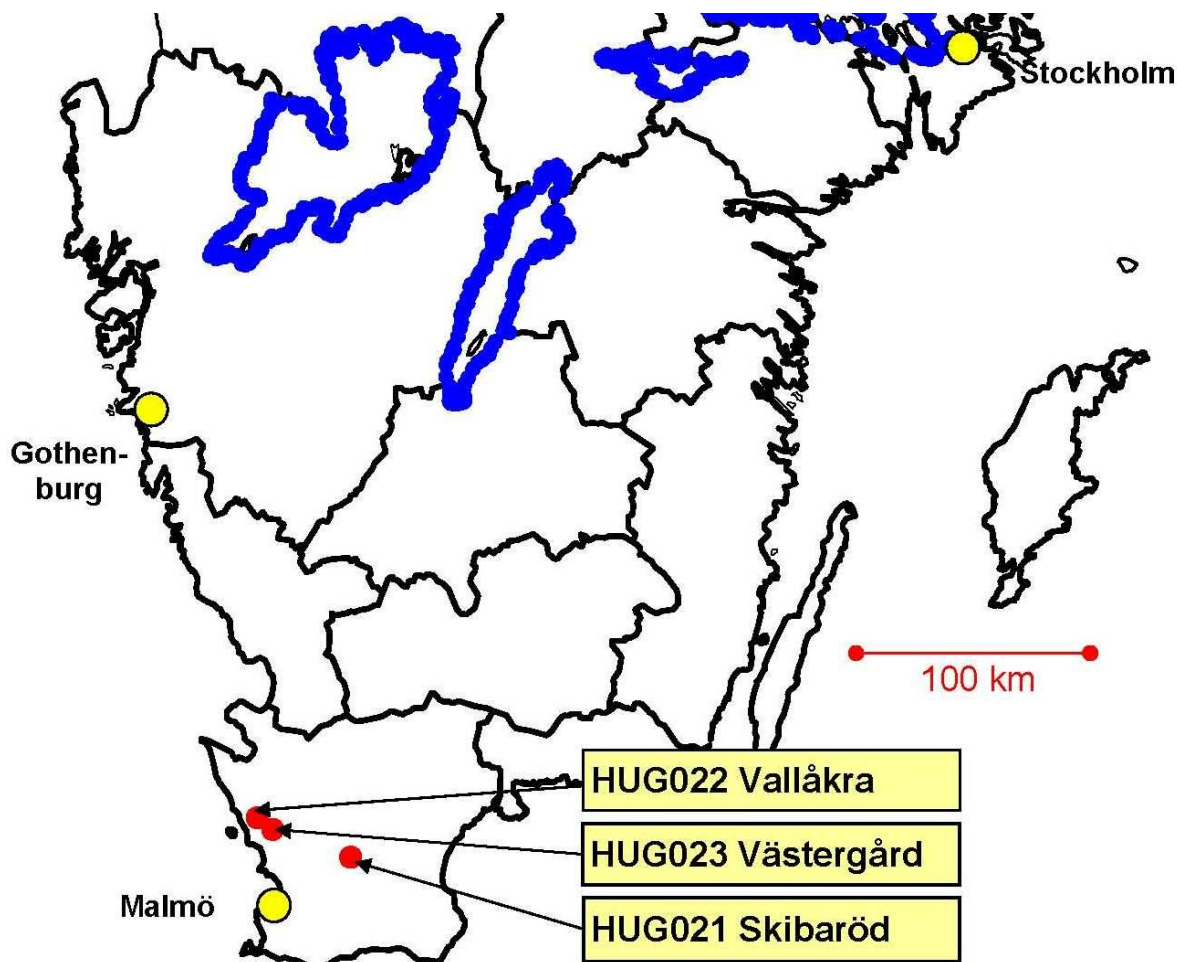 Stockholm
Gothen-
burg
100 km
HUG022 Vallåkra
HUG023 Västergård
Malmö
HUG021 Skibaröd